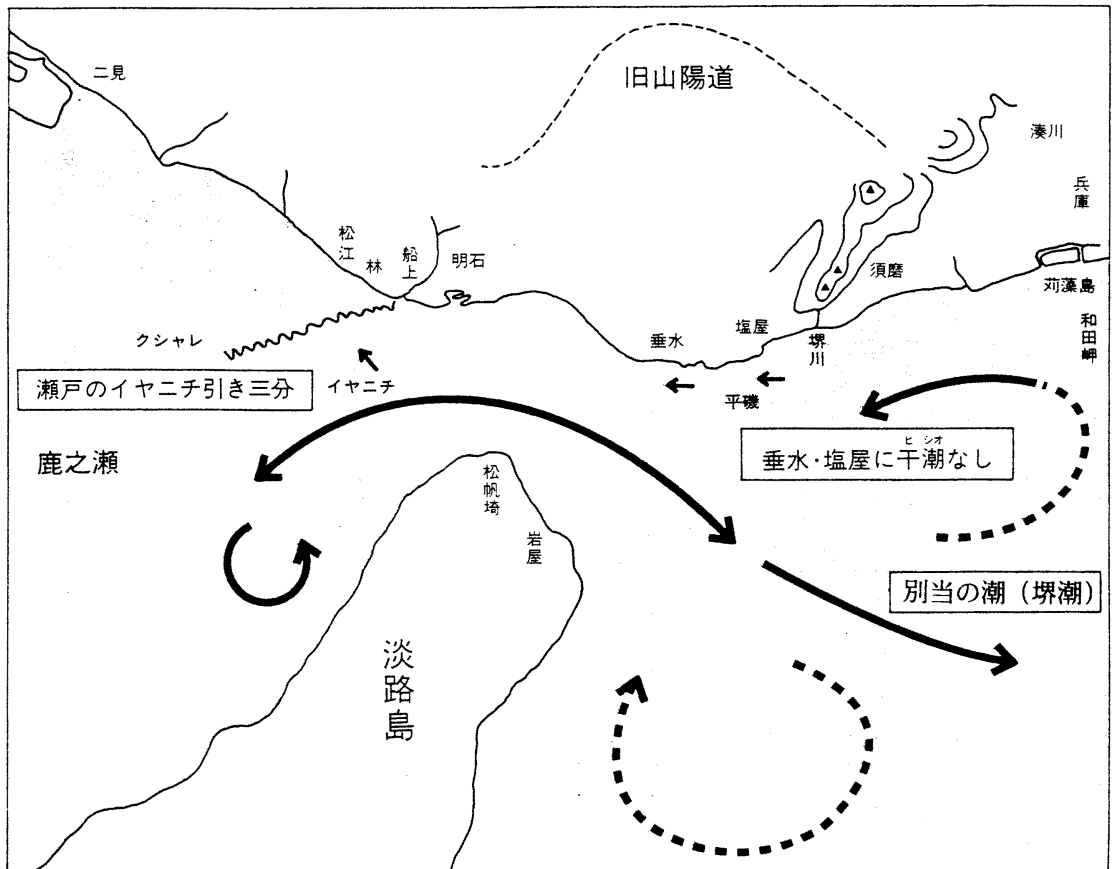 二見
旧山陽道
湊川
兵庫
松江
林
船上
明石
須磨
苅藻島
和田岬
クシャレ
イヤニチ
垂水
塩屋
堺川
平磯
瀬戸のイヤニチ引き三分
鹿之瀬
垂水・塩屋に干潮なし
ヒシオ
松帆埼
岩屋
別当の潮（堺潮）
淡路島